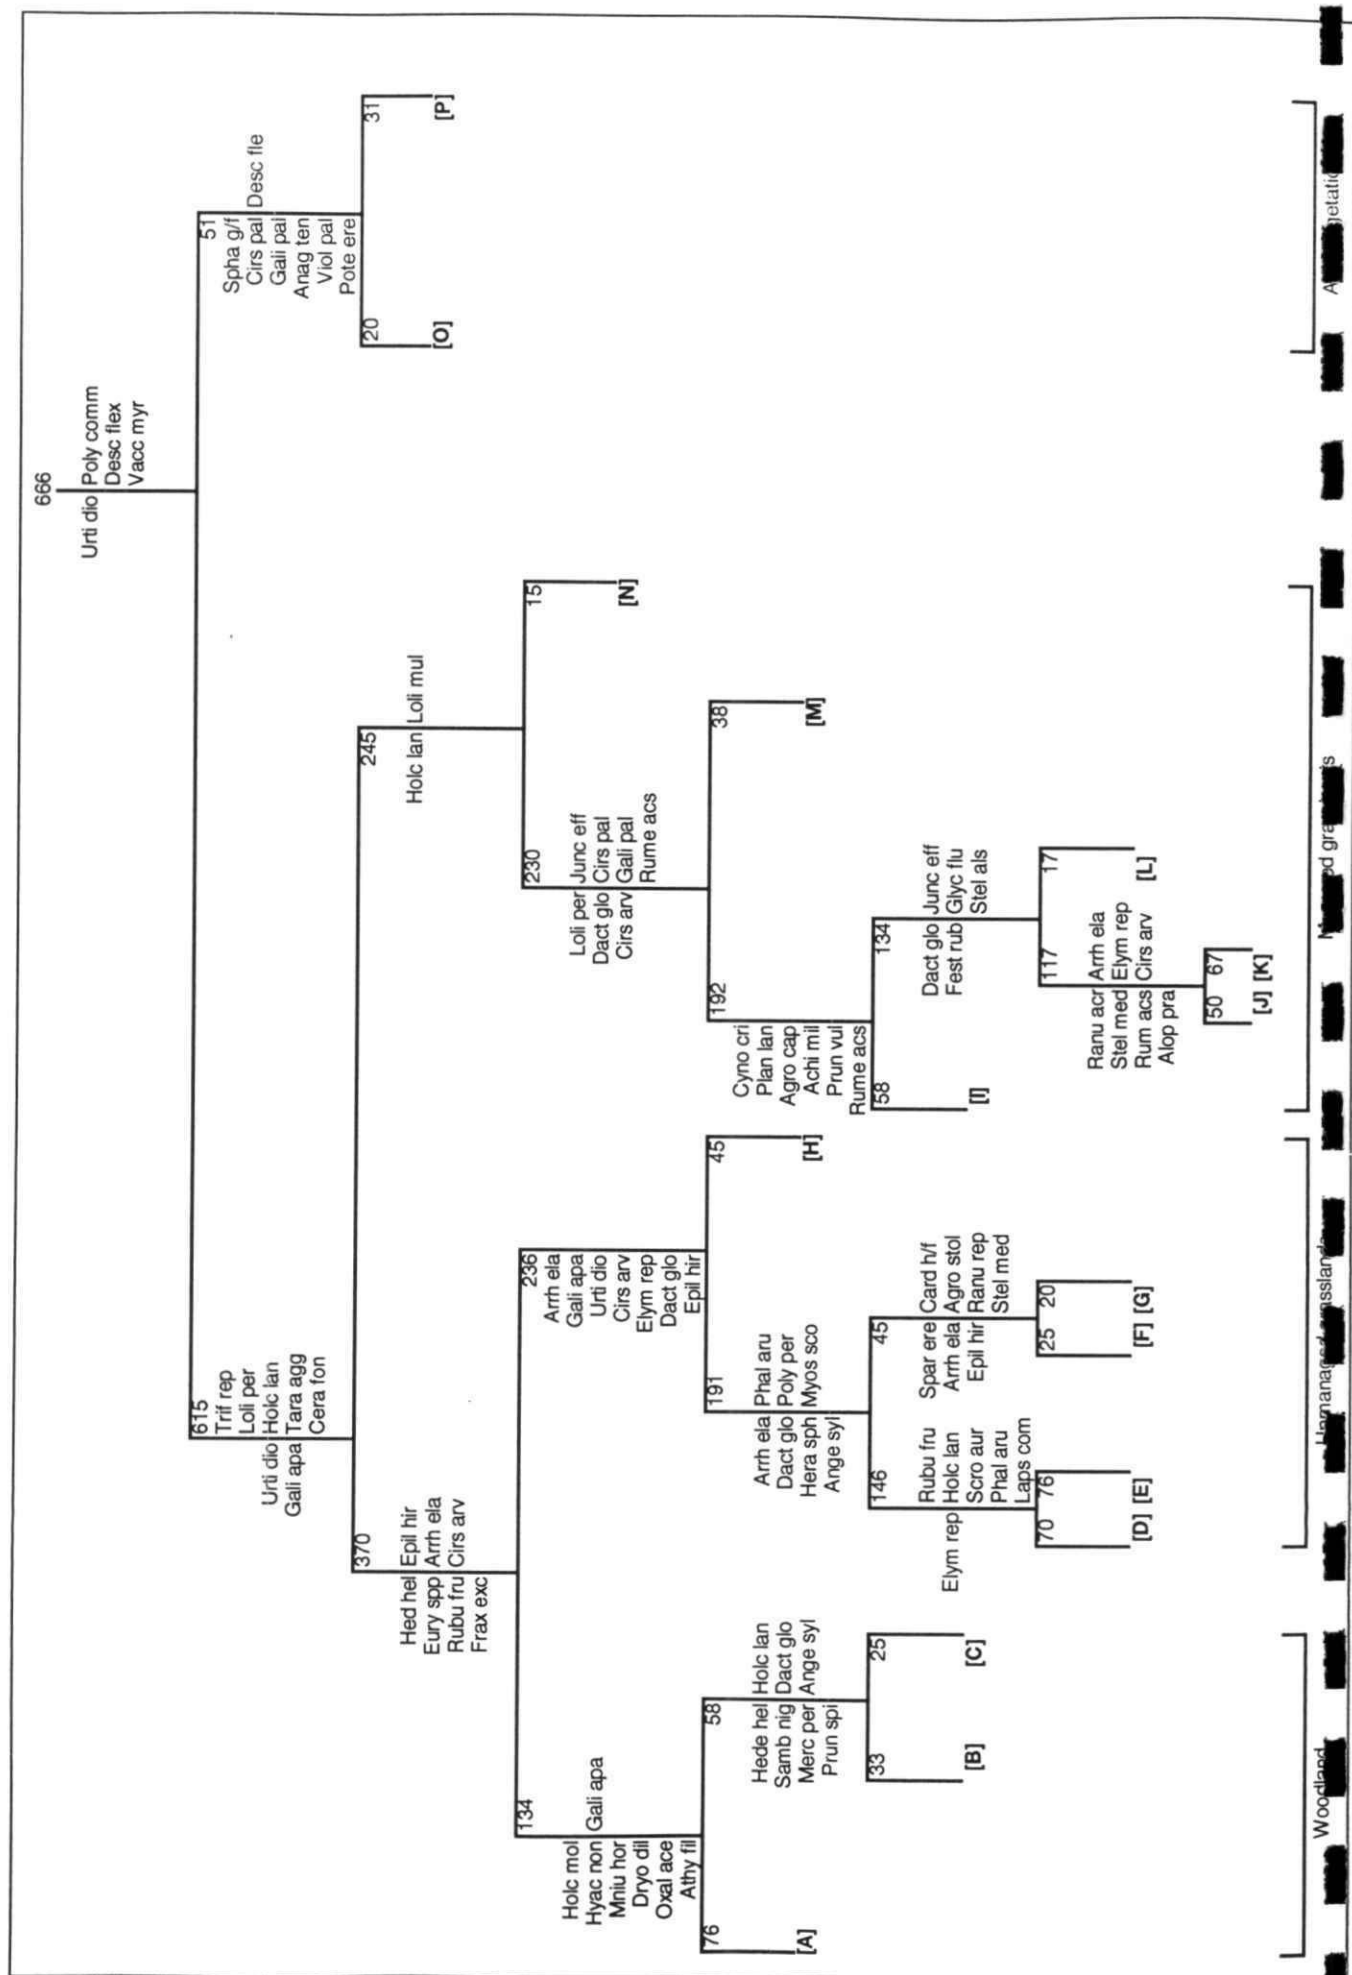 666
Urti dio Poly comm
Desc flex
Vacc myr
615
Trif rep
Loli per
Urti dio Holc lan
Gali apa Tara agg
Cera fon
51
Spha g/f
Cirs pal Desc fle
Gali pal
Anag ten
Viol pal
Pote ere
370
Hed hel Epil hir
Eury spp Arrh ela
Rubu fru Cirs arv
Frax exc
245
Holc lan Loli mul
20
[O]
31
[P]
134
Holc mol
Hyac non Gali apa
Mniu hor
Dryo dil
Oxal ace
Athy fil
236
Arrh ela
Gali apa
Urti dio
Cirs arv
Elym rep
Dact glo
Epil hir
230
Loli per Junc eff
Dact glo Cirs pal
Cirs arv Gali pal
Rume acs
15
[N]
76
[A]
58
Hede hel Holc lan
Samb nig Dact glo
Merc per Ange syl
Prun spi
191
Arrh ela Phal aru
Dact glo Poly per
Hera sph Myos sco
Ange syl
45
[H]
192
Cyno cri
Plan lan
Agro cap
Achi mil
Prun vul
Rume acs
38
[M]
33
[B]
25
[C]
146
Rubu fru
Elym rep Holc lan
Scro aur
Phal aru
Laps com
45
Spar ere Card h/f
Arrh ela Agro stol
Epil hir Ranu rep
Stel med
58
[I]
134
Dact glo Junc eff
Fest rub Glyc flu
Stel als
70
[D]
76
[E]
25
[F]
20
[G]
117
Ranu acr Arrh ela
Stel med Elym rep
Rum acs Cirs arv
Alop pra
17
[L]
50
[J]
67
[K]
Woodland
Unmanaged